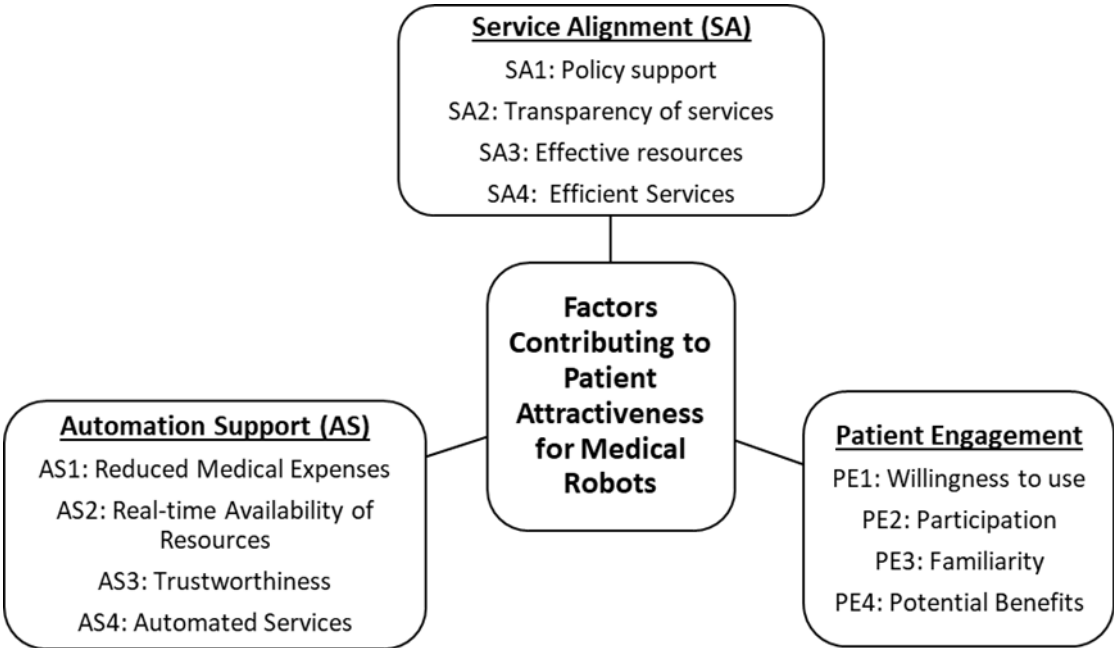 Service Alignment (SA)
SA1: Policy support
SA2: Transparency of services
SA3: Effective resources
SA4: Efficient Services
Factors
Contributing to
Patient
Attractiveness
for Medical
Robots
Automation Support (AS)
AS1: Reduced Medical Expenses
AS2: Real-time Availability of
Resources
AS3: Trustworthiness
AS4: Automated Services
Patient Engagement
PE1: Willingness to use
PE2: Participation
PE3: Familiarity
PE4: Potential Benefits